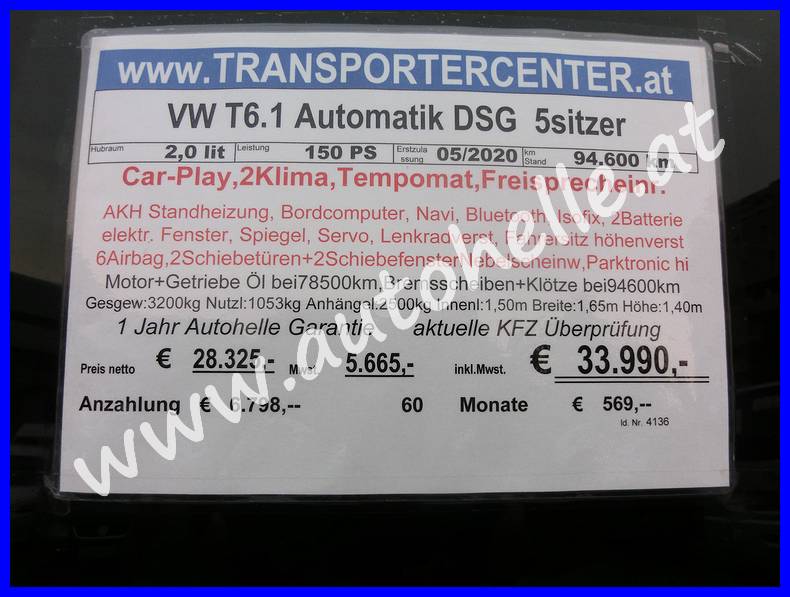 www.TRANSPORTERCENTER.at
VW T6.1 Automatik DSG 5sitzer
Hubraum 2,0 lit Leistung 150 PS Erstzulassung 05/2020 km Stand 94.600 km
Car-Play,2Klima,Tempomat,Freisprecheinr.
AKH Standheizung, Bordcomputer, Navi, Bluetooth, Isofix, 2Batterie
elektr. Fenster, Spiegel, Servo, Lenkradverst, Fahrersitz höhenverst
6Airbag,2Schiebetüren+2SchiebefensterNebelscheinw,Parktronic hi
Motor+Getriebe Öl bei78500km,Bremsscheiben+Klötze bei94600km
Gesgew:3200kg Nutzl:1053kg Anhängel:2500kg Innenl:1,50m Breite:1,65m Höhe:1,40m
1 Jahr Autohelle Garantie aktuelle KFZ Überprüfung
Preis netto € 28.325,- Mwst. 5.665,- inkl.Mwst. € 33.990,-
Anzahlung € 6.798,-- 60 Monate € 569,--
Id. Nr. 4136
www.autohelle.at